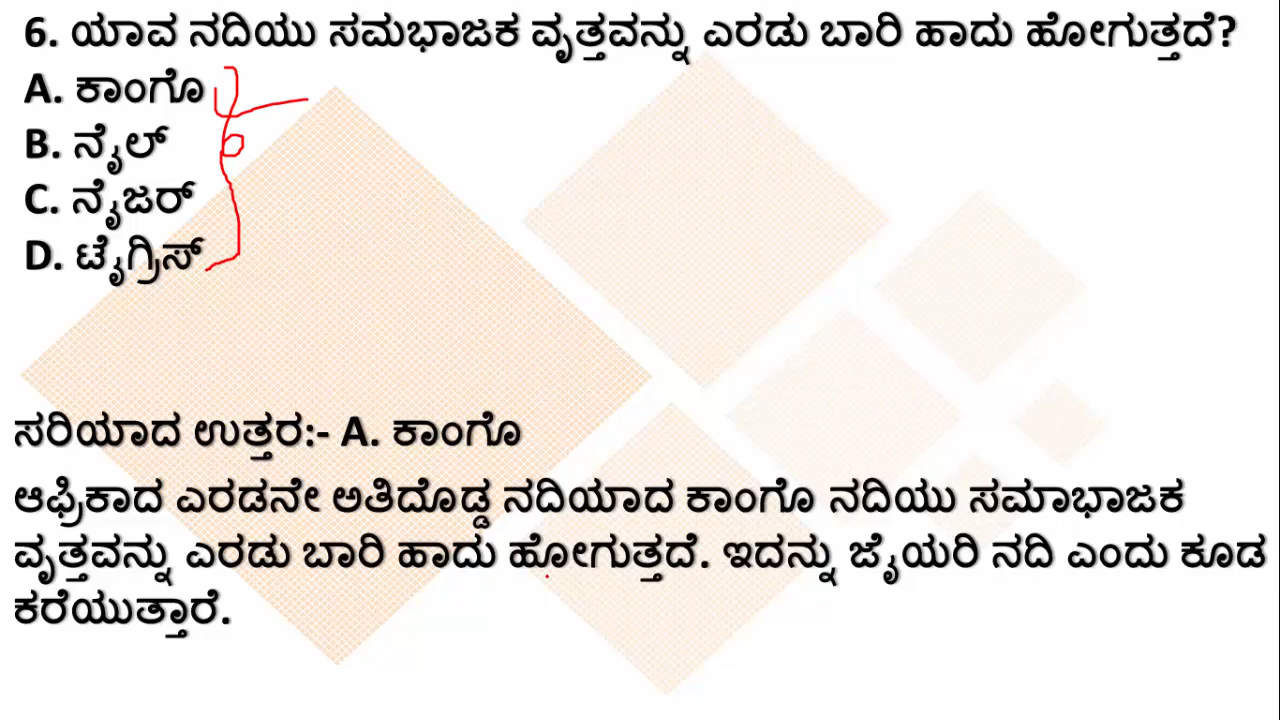 6. ಯಾವ ನದಿಯು ಸಮಭಾಜಕ ವೃತ್ತವನ್ನು ಎರಡು ಬಾರಿ ಹಾದು ಹೋಗುತ್ತದೆ?
A. ಕಾಂಗೊ
B. ನೈಲ್
C. ನೈಜರ್
D. ಟೈಗ್ರಿಸ್
ಸರಿಯಾದ ಉತ್ತರ:- A. ಕಾಂಗೊ
ಆಫ್ರಿಕಾದ ಎರಡನೇ ಅತಿದೊಡ್ಡ ನದಿಯಾದ ಕಾಂಗೊ ನದಿಯು ಸಮಾಭಾಜಕ
ವೃತ್ತವನ್ನು ಎರಡು ಬಾರಿ ಹಾದು ಹೋಗುತ್ತದೆ. ಇದನ್ನು ಜೈಯರಿ ನದಿ ಎಂದು ಕೂಡ
ಕರೆಯುತ್ತಾರೆ.